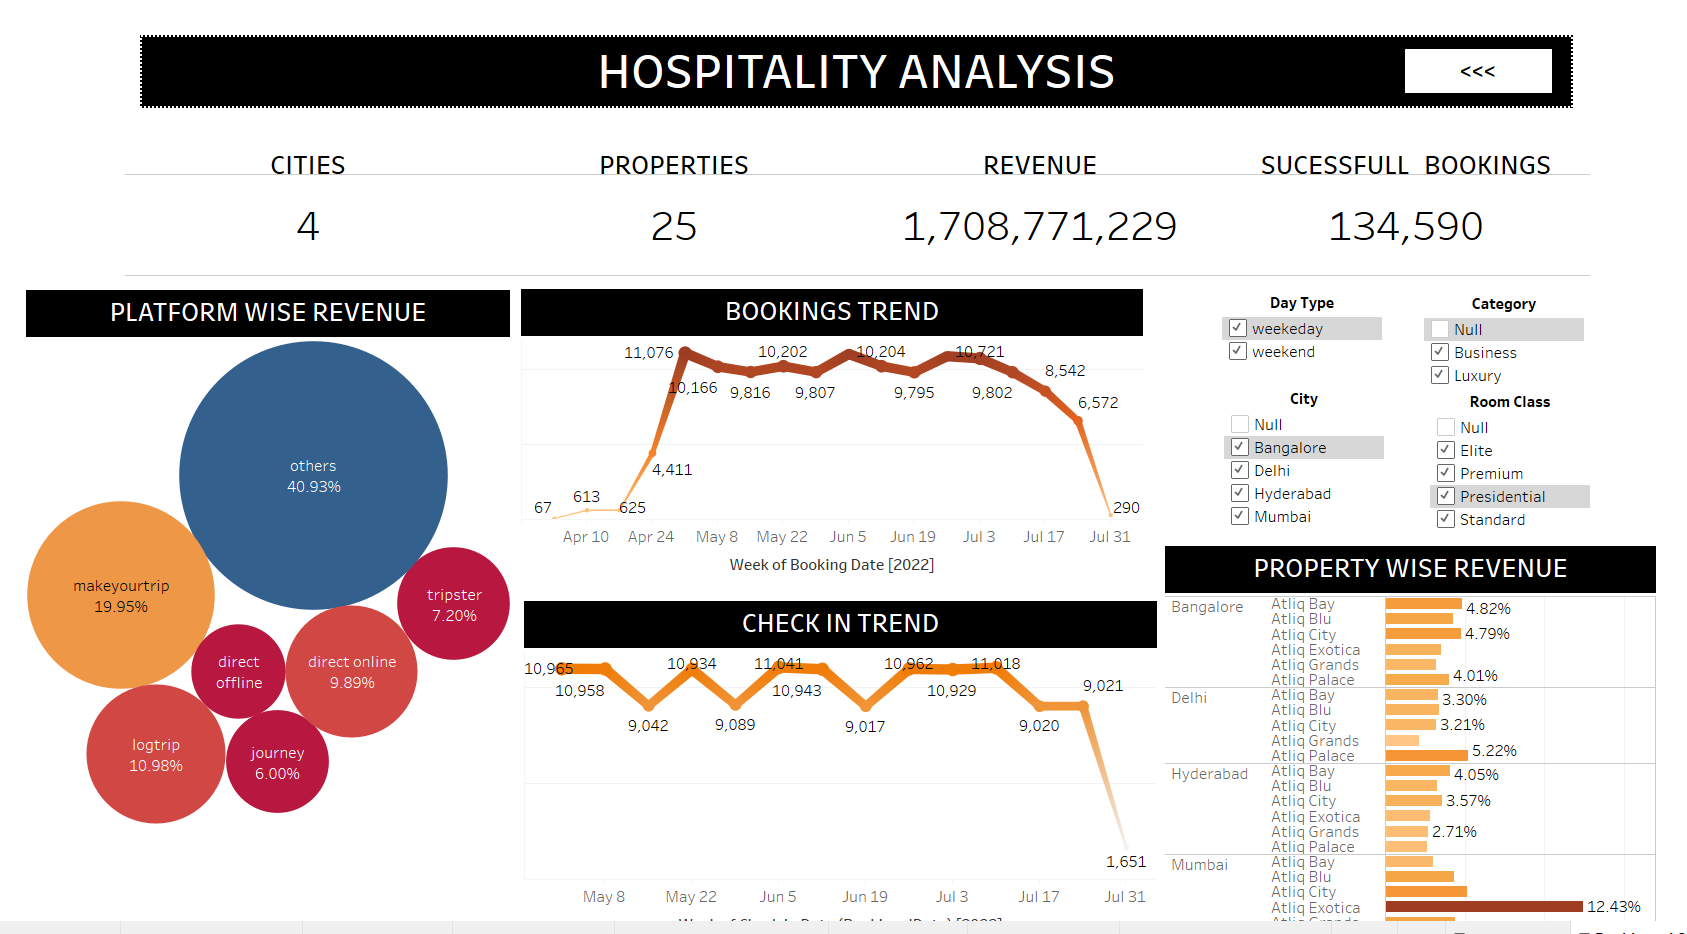 HOSPITALITY ANALYSIS
<<<
CITIES
PROPERTIES
REVENUE
SUCESSFULL BOOKINGS
4
25
1,708,771,229
134,590
PLATFORM WISE REVENUE
others
40.93%
makeyourtrip
19.95%
tripster
7.20%
direct
offline
direct online
9.89%
logtrip
10.98%
journey
6.00%
BOOKINGS TREND
11,076
10,202
10,204
10,721
8,542
10,166
9,816
9,807
9,795
9,802
6,572
4,411
67
613
625
290
Apr 10
Apr 24
May 8
May 22
Jun 5
Jun 19
Jul 3
Jul 17
Jul 31
Week of Booking Date [2022]
CHECK IN TREND
10,965
10,934
11,041
10,962
11,018
10,958
10,943
10,929
9,021
9,042
9,089
9,017
9,020
1,651
May 8
May 22
Jun 5
Jun 19
Jul 3
Jul 17
Jul 31
Day Type
weekeday
weekend
Category
Null
Business
Luxury
City
Null
Bangalore
Delhi
Hyderabad
Mumbai
Room Class
Null
Elite
Premium
Presidential
Standard
PROPERTY WISE REVENUE
Bangalore
Atliq Bay
4.82%
Atliq Blu
Atliq City
4.79%
Atliq Exotica
Atliq Grands
Atliq Palace
4.01%
Delhi
Atliq Bay
3.30%
Atliq Blu
Atliq City
3.21%
Atliq Grands
Atliq Palace
5.22%
Hyderabad
Atliq Bay
4.05%
Atliq Blu
Atliq City
3.57%
Atliq Exotica
Atliq Grands
2.71%
Atliq Palace
Mumbai
Atliq Bay
Atliq Blu
Atliq City
Atliq Exotica
12.43%
Atliq Grands